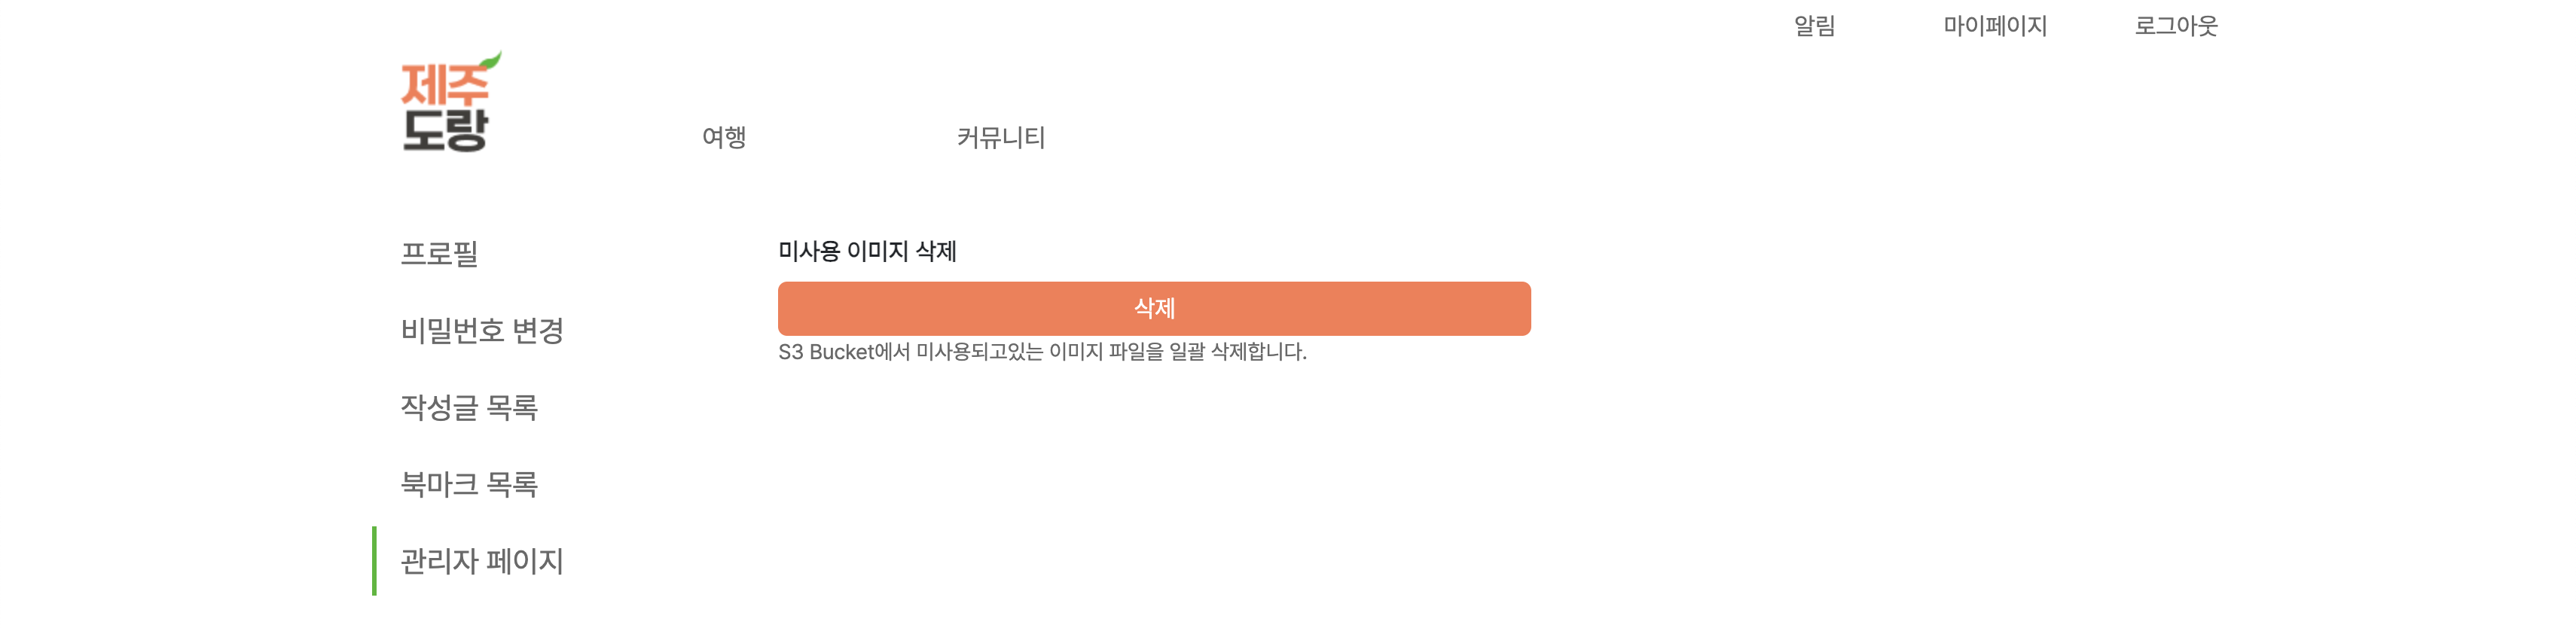 알림 마이페이지 로그아웃
제주
도랑
여행 커뮤니티
프로필
비밀번호 변경
작성글 목록
북마크 목록
관리자 페이지
미사용 이미지 삭제
삭제
S3 Bucket에서 미사용되고있는 이미지 파일을 일괄 삭제합니다.